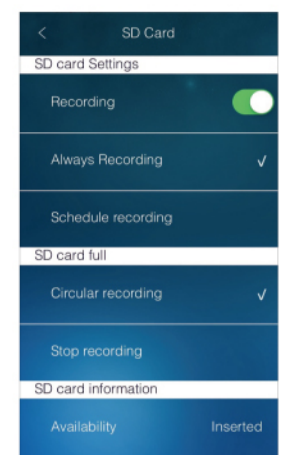 SD Card
SD card Settings
Recording
Always Recording
Schedule recording
SD card full
Circular recording
Stop recording
SD card information
Availability Inserted